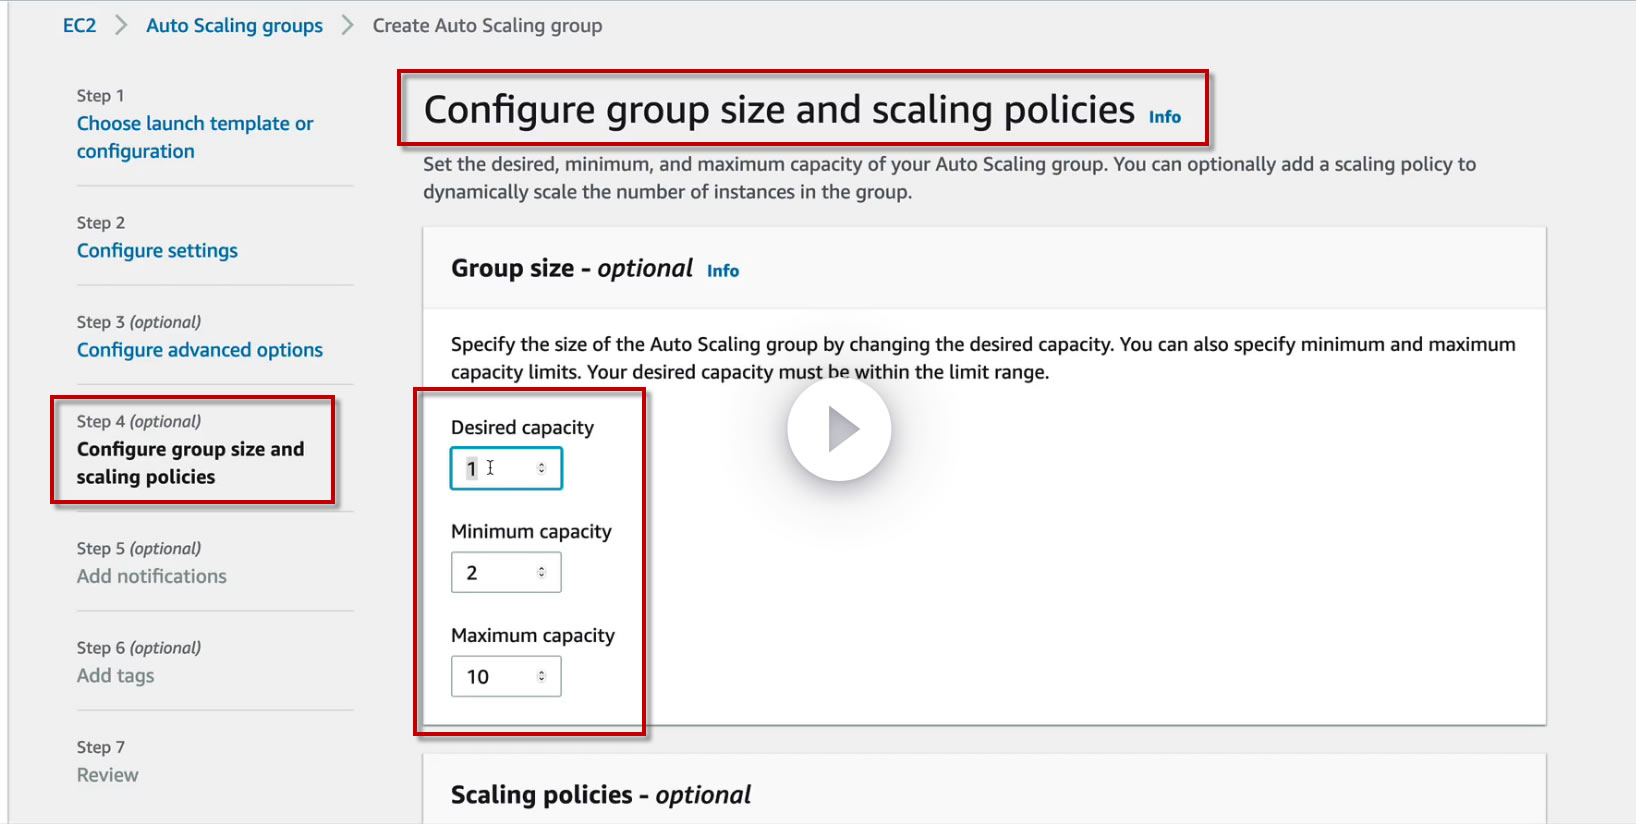 EC2 > Auto Scaling groups > Create Auto Scaling group
Step 1
Choose launch template or
configuration
Step 2
Configure settings
Step 3 (optional)
Configure advanced options
Step 4 (optional)
Configure group size and
scaling policies
Step 5 (optional)
Add notifications
Step 6 (optional)
Add tags
Step 7
Review
Configure group size and scaling policies Info
Set the desired, minimum, and maximum capacity of your Auto Scaling group. You can optionally add a scaling policy to
dynamically scale the number of instances in the group.
Group size - optional Info
Specify the size of the Auto Scaling group by changing the desired capacity. You can also specify minimum and maximum
capacity limits. Your desired capacity must be within the limit range.
Desired capacity
1
Minimum capacity
2
Maximum capacity
10
Scaling policies - optional